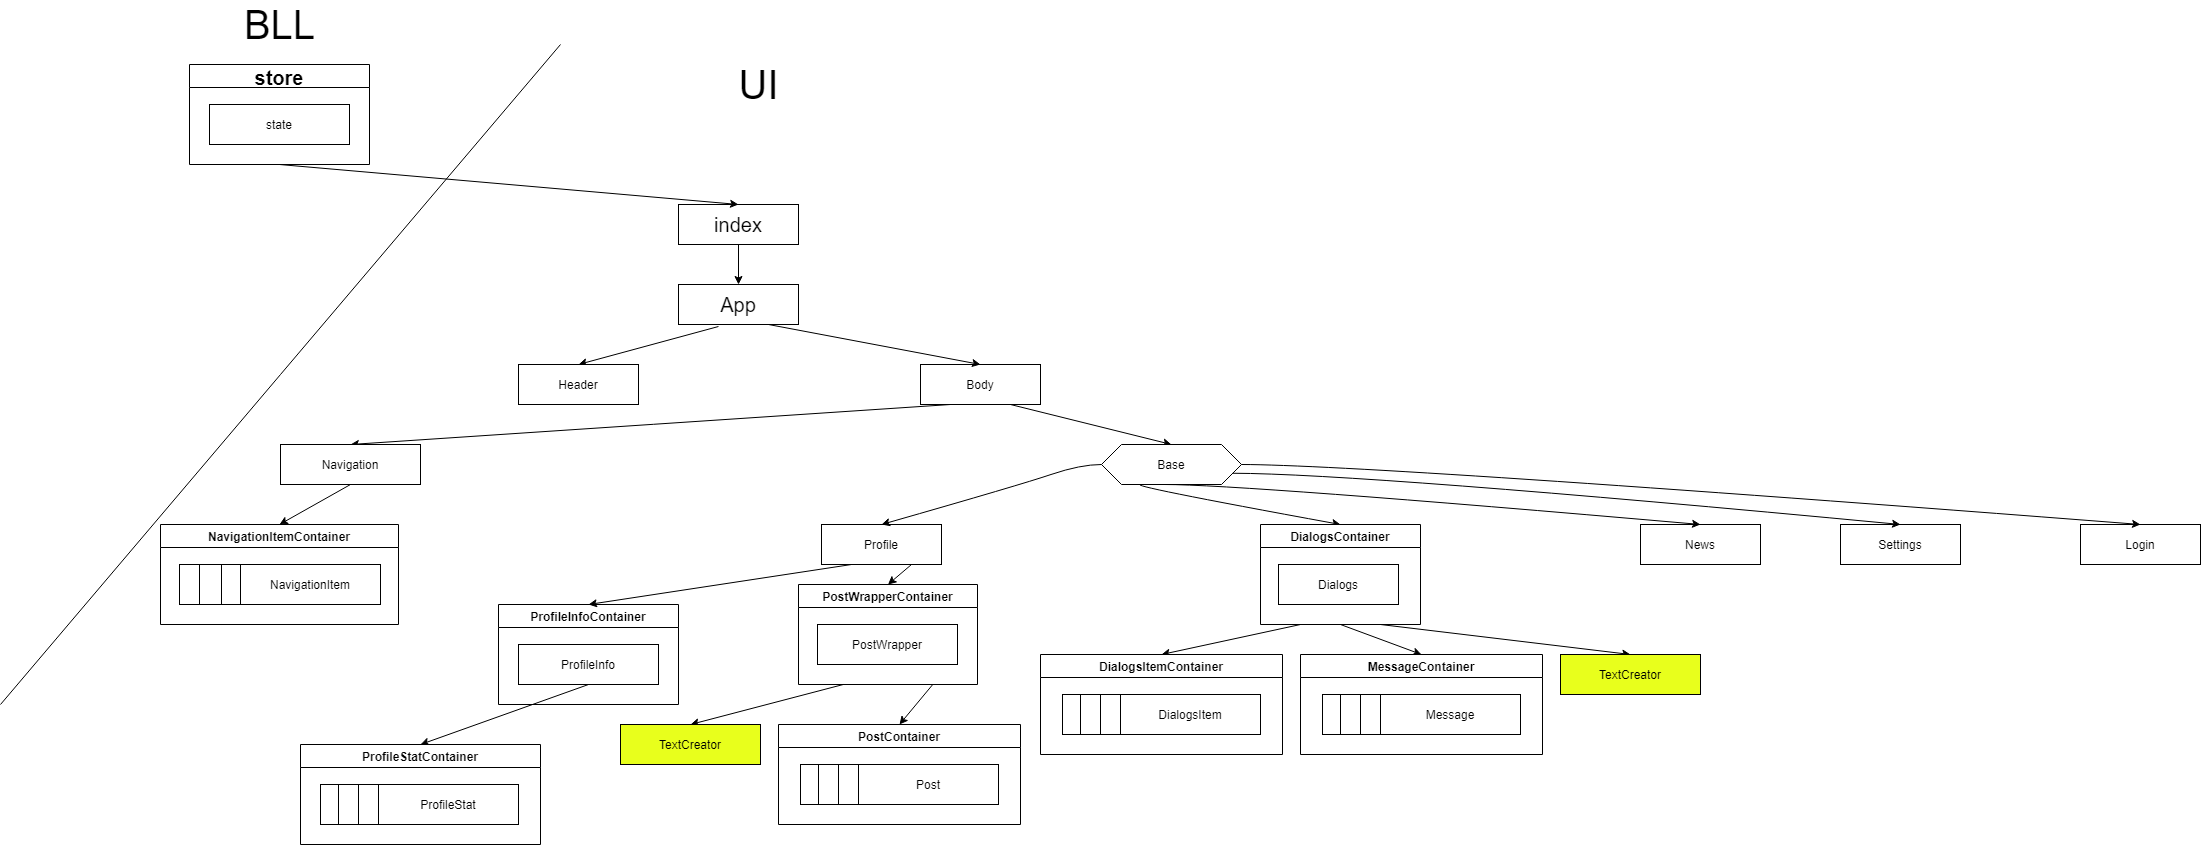 BLL
UI
store
state
index
App
Header
Body
Navigation
Base
NavigationItemContainer
NavigationItem
Profile
DialogsContainer
Dialogs
News
Settings
Login
ProfileInfoContainer
ProfileInfo
PostWrapperContainer
PostWrapper
DialogsItemContainer
DialogsItem
MessageContainer
Message
TextCreator
ProfileStatContainer
ProfileStat
TextCreator
PostContainer
Post